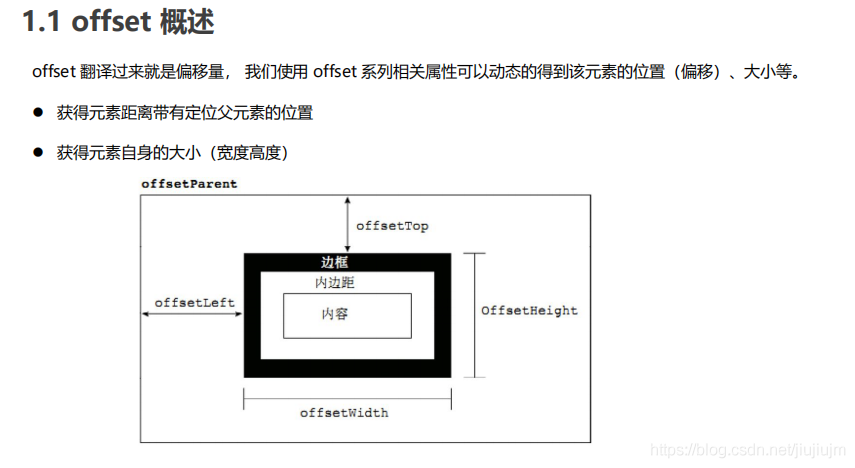 1.1 offset 概述
offset 翻译过来就是偏移量， 我们使用 offset 系列相关属性可以动态的得到该元素的位置（偏移）、大小等。
● 获得元素距离带有定位父元素的位置
● 获得元素自身的大小（宽度高度）
offsetParent
offsetTop
边框
内边距
offsetLeft
内容
OffsetHeight
offsetWidth
https://blog.csdn.net/jiujiujm